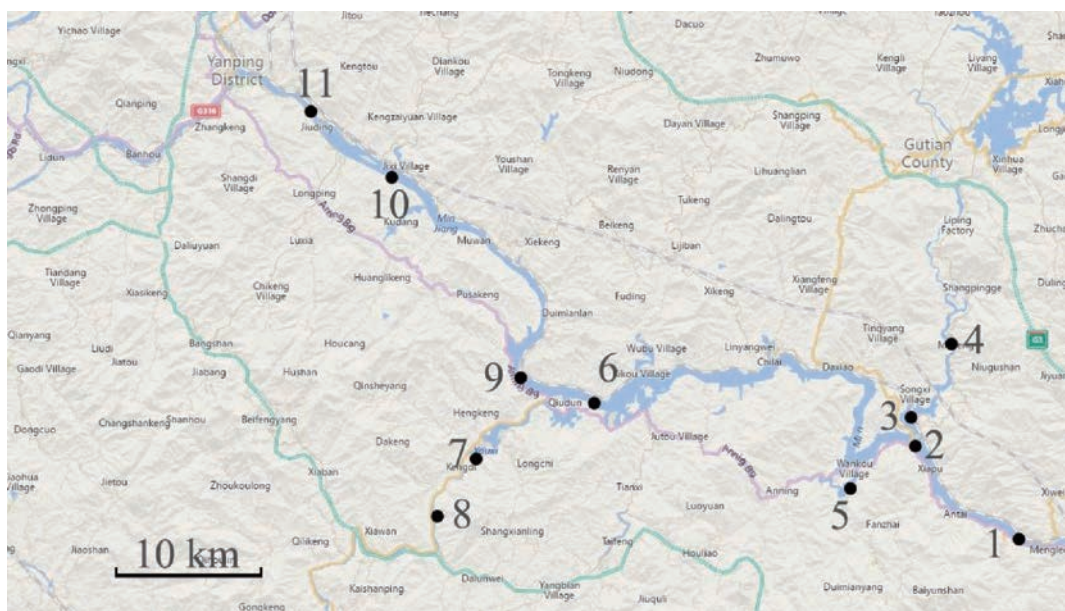 Yichao Village
Jitou
Dacuo
Yanping
District
Kengtou
Diankou
Village
Tongkeng Village
Niudong
Zhumuwo
Kengli
Village
Liyang
Village
11
Qianping
G316
Zhangkeng
Jiuding
Kengzaiyuan Village
Dayan Village
Shangping
Village
Gutian
County
Lidun
Banhou
Shangdi
Village
Longping
Jixi Village
10
Youshan
Village
Renyan
Village
Lihuanglian
Xinhua
Village
Zhongping
Village
Daliuyuan
Luxia
Kudang
Min
Jiang
Muwan
Xiekeng
Tukeng
Beikeng
Dalingtou
Liping
Factory
Lijiban
Tiandang
Village
Xiasikeng
Chikeng
Village
Huanglikeng
Pusakeng
Fuding
Xikeng
Xiangfeng
Village
Shangpingge
Duimianlan
Qianyang
Liudi
Jiatou
Bangshan
Houcang
Wubu Village
Linyangwei
Chilai
Tingyang
Village
4
G3
Gaodi Village
Jiabang
Hushan
Qinsheyang
9
6
Daxiao
Niugushan
Qiudun
Songxi
Village
3
Dongcuo
Changshankeng
Shannou
Beifengyang
Hengkeng
Dakeng
Jutou Village
2
7
Longchi
Anning Big
Wankou
Village
Xiapu
Jietou
Zhoukoulong
Xiaban
Tianxi
Anning
5
8
Shangxianling
Luoyuan
Fanzhai
Antai
Jiaoshan
Qilikeng
Xiawan
Taifeng
Houliao
1
10 km
Kaishanping
Dalunwei
Yangbian
Village
Jiuquli
Duimianyang
Baiyunshan
Gongkeng